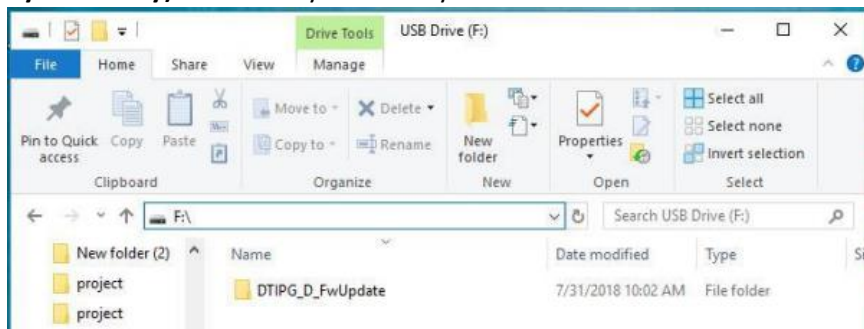 Drive Tools USB Drive (F:)
File Home Share View Manage
Pin to Quick access Copy Paste
Move to Copy to Delete Rename
New folder
Properties
Select all
Select none
Invert selection
Clipboard Organize New Open Select
F:\ Search USB Drive (F:)
New folder (2) Name Date modified Type
project DTIPG_D_FwUpdate 7/31/2018 10:02 AM File folder
project